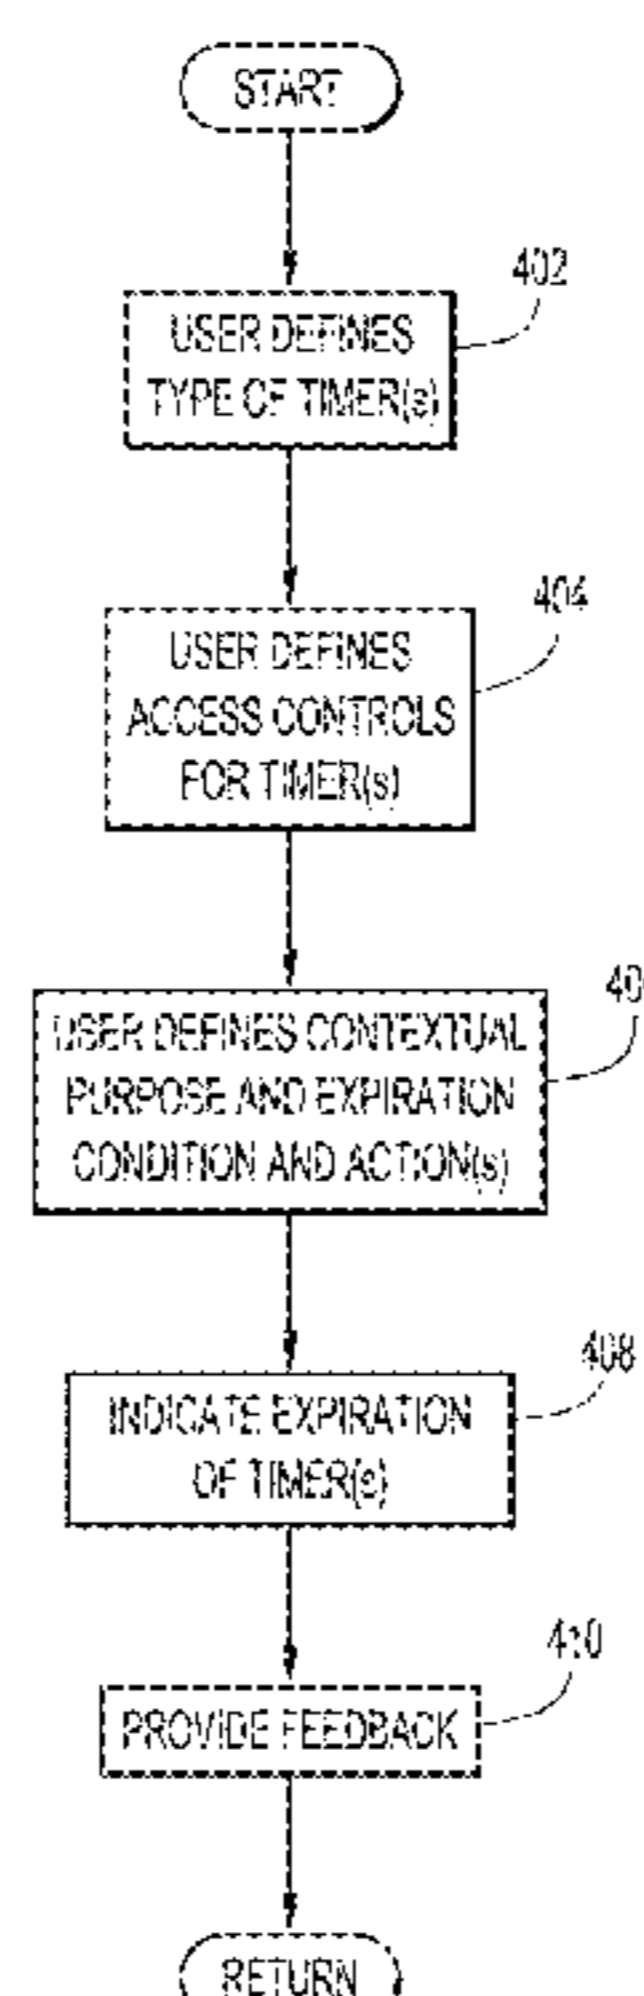 START
402
USER DEFINES
TYPE OF TIMER(s)
404
USER DEFINES
ACCESS CONTROLS
FOR TIMER(s)
40
USER DEFINES CONTEXTUAL
PURPOSE AND EXPIRATION
CONDITION AND ACTION(s)
408
INDICATE EXPIRATION
OF TIMER(s)
410
PROVIDE FEEDBACK
RETURN